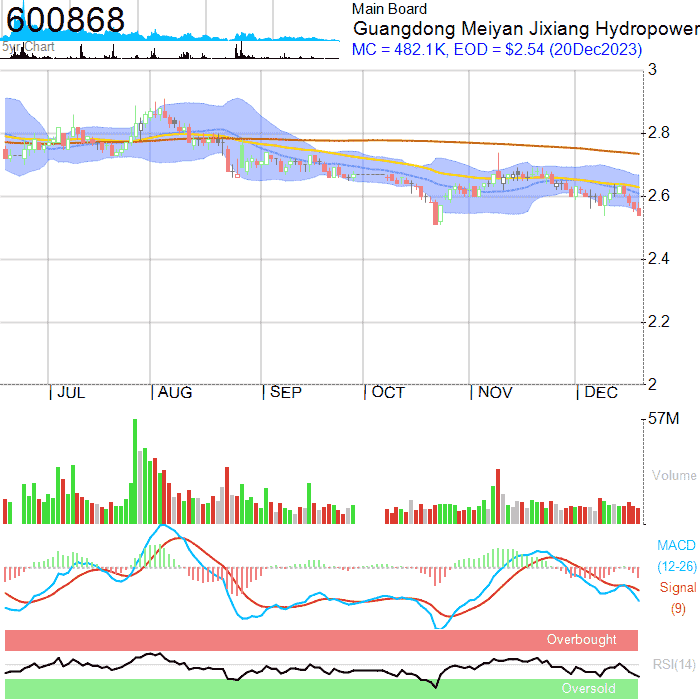 600868
5yr Chart
Main Board
Guangdong Meiyan Jixiang Hydropower
MC = 482.1K, EOD = $2.54 (20Dec2023)
3
2.8
2.6
2.4
2.2
2
JUL AUG SEP OCT NOV DEC
57M
Volume
MACD
(12-26)
Signal
(9)
Overbought
RSI(14)
Oversold